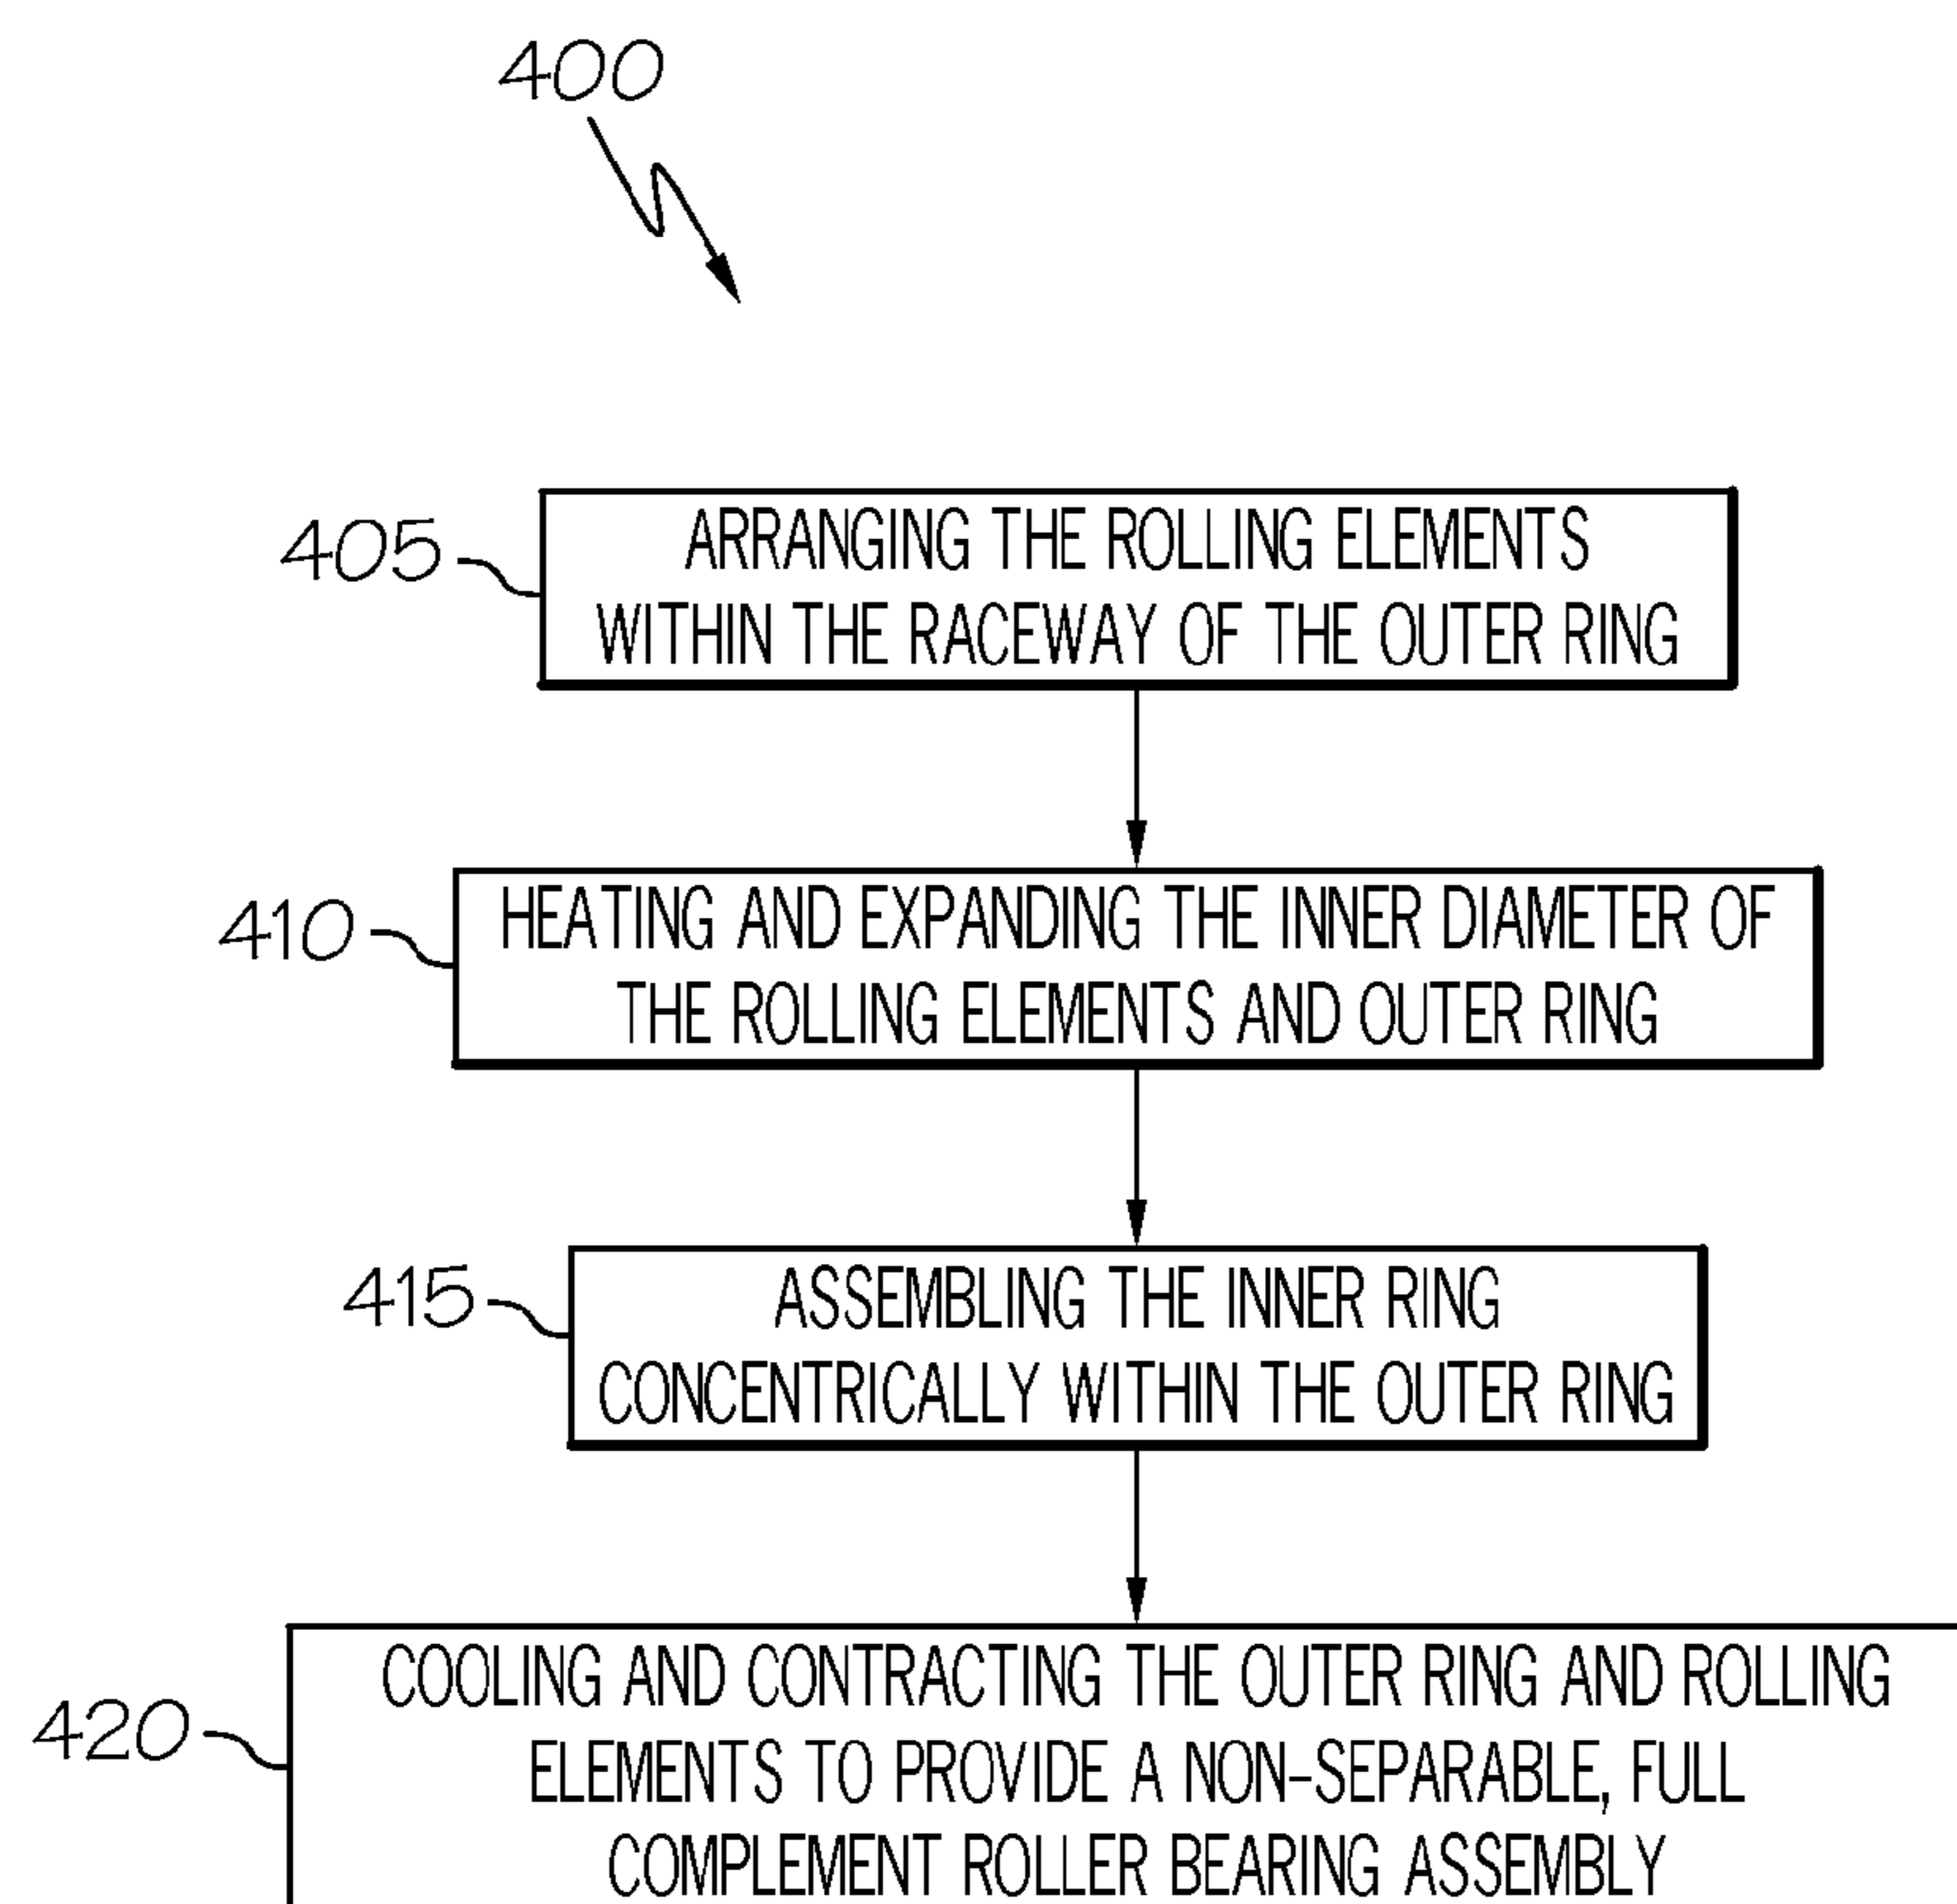 400
405
ARRANGING THE ROLLING ELEMENTS
WITHIN THE RACEWAY OF THE OUTER RING
410
HEATING AND EXPANDING THE INNER DIAMETER OF
THE ROLLING ELEMENTS AND OUTER RING
415
ASSEMBLING THE INNER RING
CONCENTRICALLY WITHIN THE OUTER RING
420
COOLING AND CONTRACTING THE OUTER RING AND ROLLING
ELEMENTS TO PROVIDE A NON-SEPARABLE, FULL
COMPLEMENT ROLLER BEARING ASSEMBLY